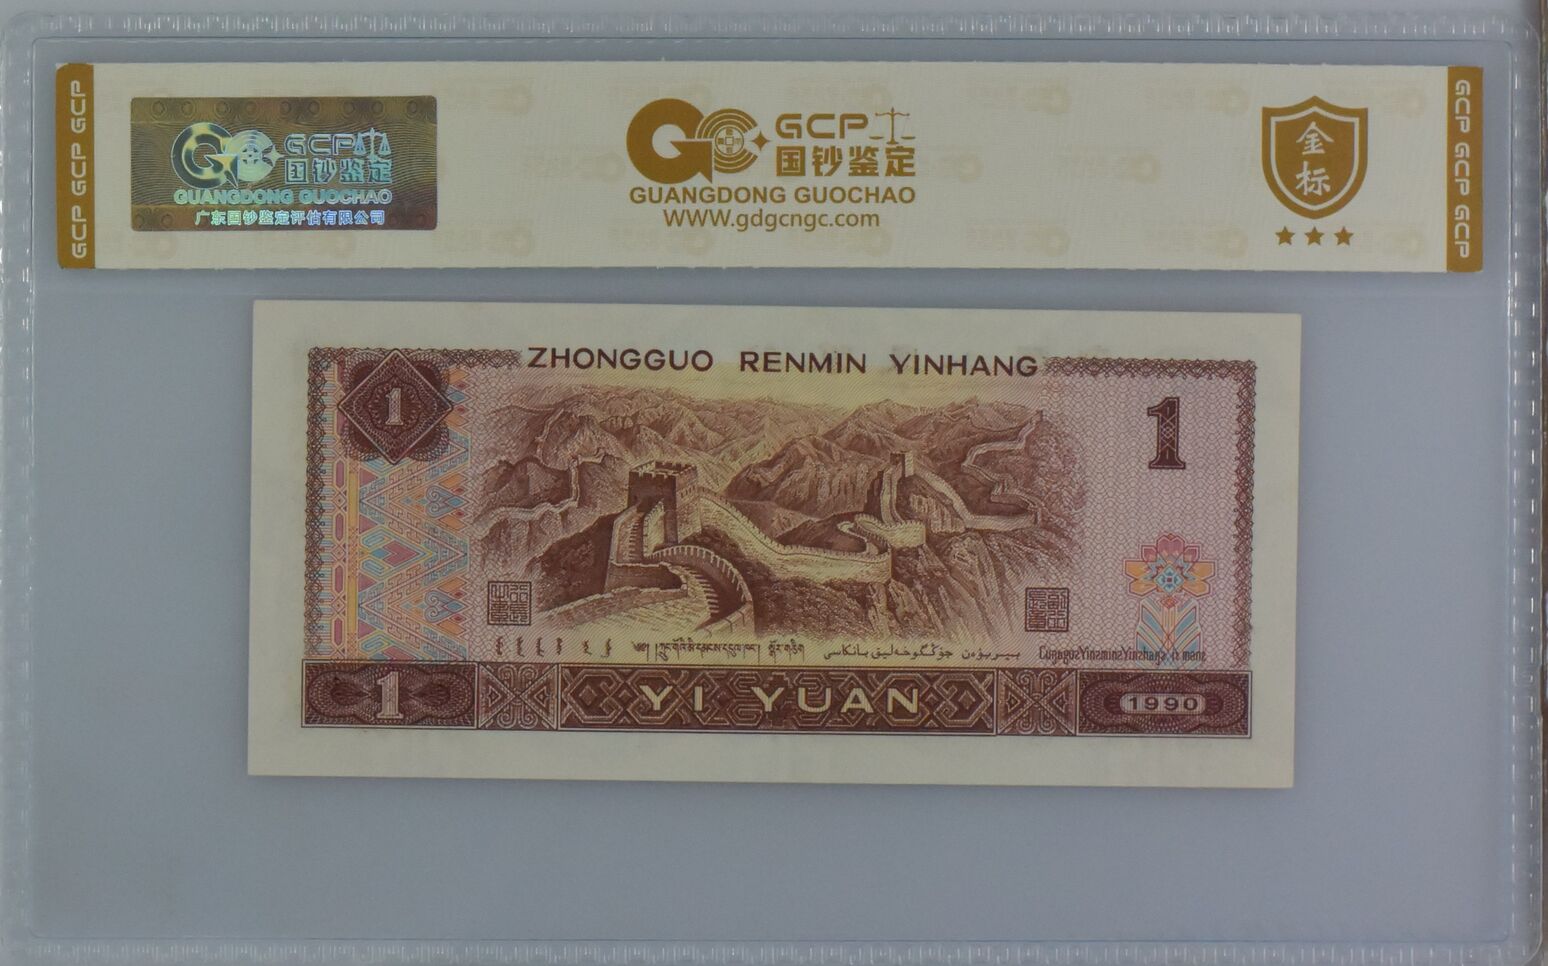 GCP GCP GCP
GCP
国钞鉴定
GUANGDONG GUOCHAO
广东国钞鉴定评估有限公司
GCP
国钞鉴定
GUANGDONG GUOCHAO
WWW.gdgcngc.com
金
标
GCP GCP GCP
ZHONGGUO RENMIN YINHANG
1
1
1
YI YUAN
1990